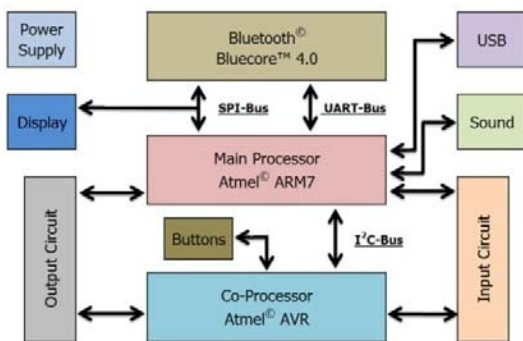 Power
Supply
Bluetooth©
Bluecore™ 4.0
USB
Display
SPI-Bus
UART-Bus
Sound
Main Processor
Atmel© ARM7
Output Circuit
Buttons
I²C-Bus
Input Circuit
Co-Processor
Atmel© AVR